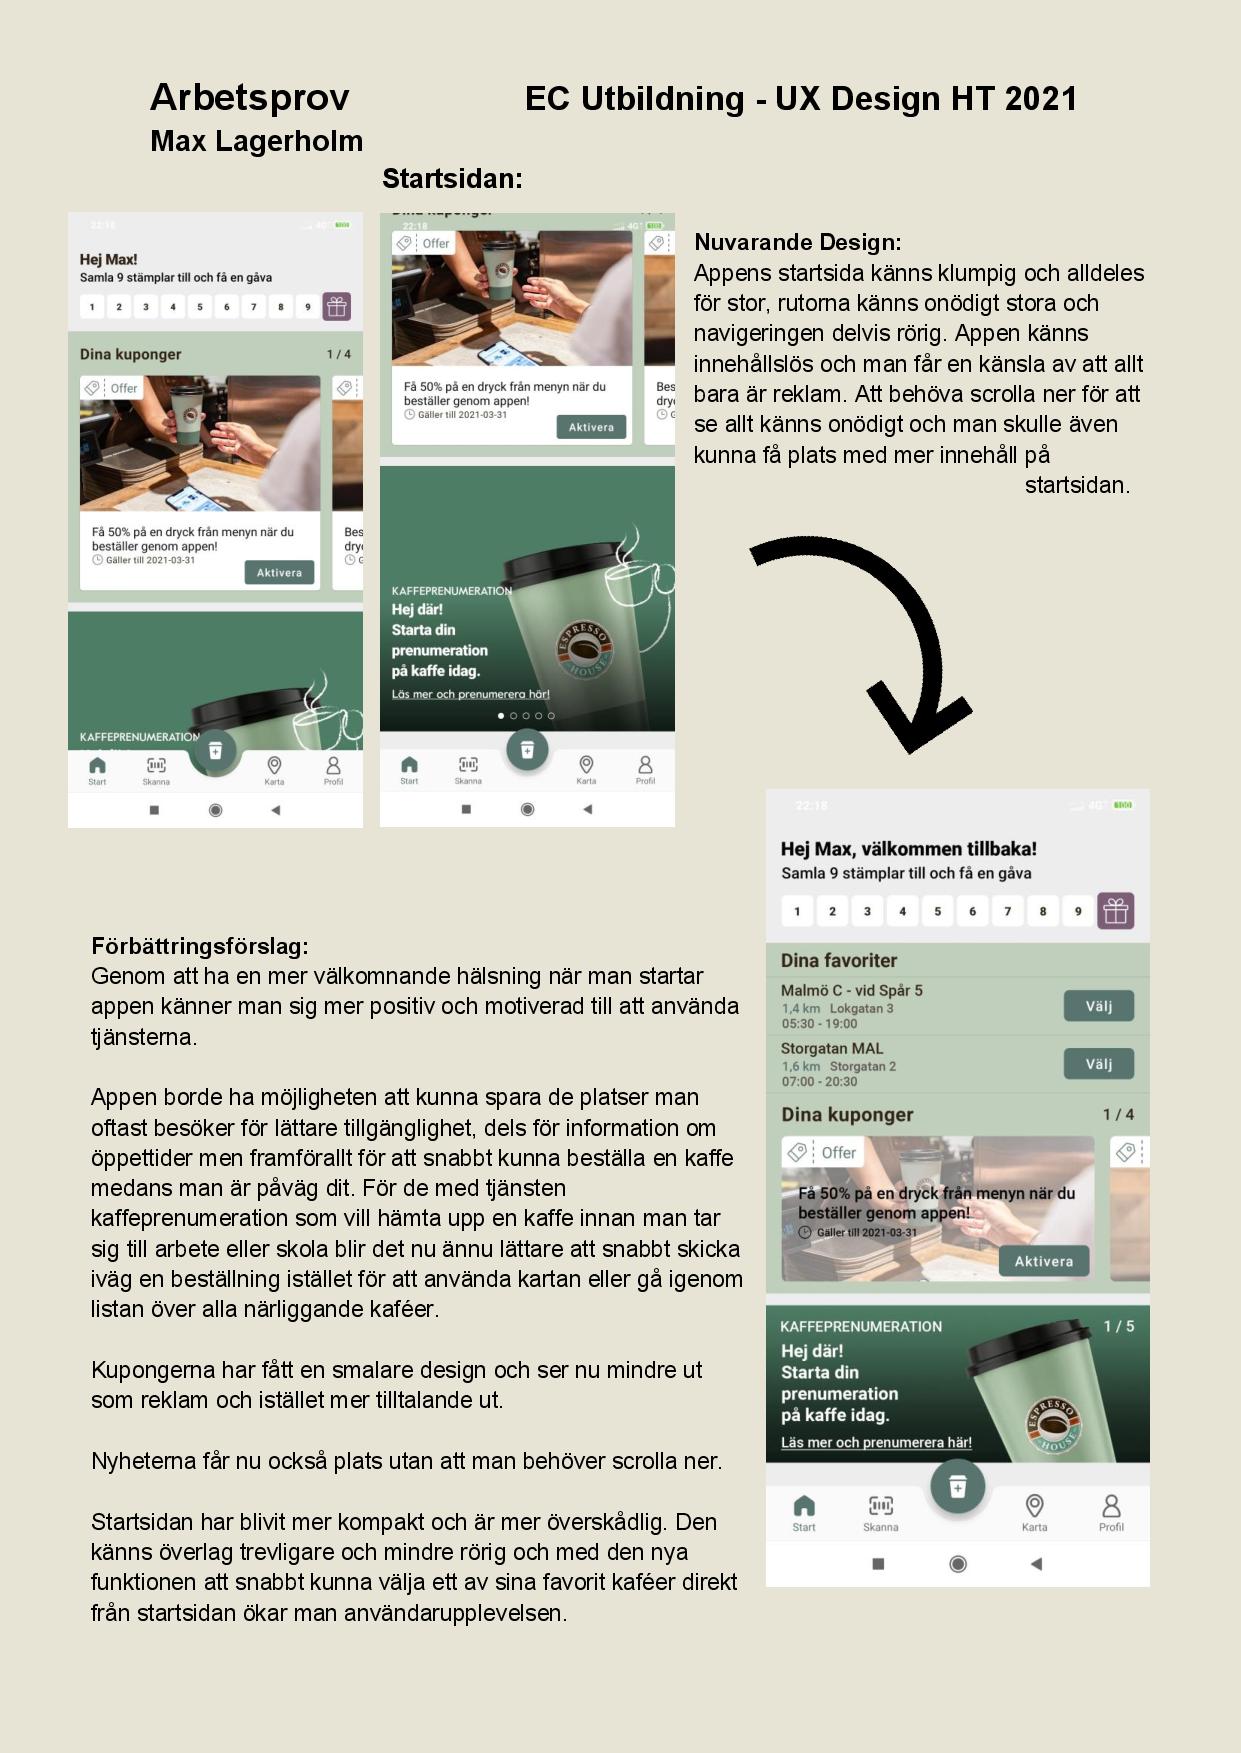 Arbetsprov
EC Utbildning - UX Design HT 2021
Max Lagerholm
Startsidan:
22:18
4G+ 100
Hej Max!
Samla 9 stämplar till och få en gåva
1 2 3 4 5 6 7 8 9
Dina kuponger
1 / 4
Offer
Få 50% på en dryck från menyn när du
beställer genom appen!
Gäller till 2021-03-31
Aktivera
Bes
dryc
KAFFEPRENUMERATION
Start
Skanna
Karta
Profil
Dina kuponger
22:18
4G+ 100
Offer
Få 50% på en dryck från menyn när du
beställer genom appen!
Gäller till 2021-03-31
Aktivera
Bes
dryc
KAFFEPRENUMERATION
Hej där!
Starta din
prenumeration
på kaffe idag.
Läs mer och prenumerera här!
ESPRESSO
HOUSE
Start
Skanna
Karta
Profil
Nuvarande Design:
Appens startsida känns klumpig och alldeles
för stor, rutorna känns onödigt stora och
navigeringen delvis rörig. Appen känns
innehållslös och man får en känsla av att allt
bara är reklam. Att behöva scrolla ner för att
se allt känns onödigt och man skulle även
kunna få plats med mer innehåll på
startsidan.
Förbättringsförslag:
Genom att ha en mer välkomnande hälsning när man startar
appen känner man sig mer positiv och motiverad till att använda
tjänsterna.
Appen borde ha möjligheten att kunna spara de platser man
oftast besöker för lättare tillgänglighet, dels för information om
öppettider men framförallt för att snabbt kunna beställa en kaffe
medans man är påväg dit. För de med tjänsten
kaffeprenumeration som vill hämta upp en kaffe innan man tar
sig till arbete eller skola blir det nu ännu lättare att snabbt skicka
iväg en beställning istället för att använda kartan eller gå igenom
listan över alla närliggande kaféer.
Kupongerna har fått en smalare design och ser nu mindre ut
som reklam och istället mer tilltalande ut.
Nyheterna får nu också plats utan att man behöver scrolla ner.
Startsidan har blivit mer kompakt och är mer överskådlig. Den
känns överlag trevligare och mindre rörig och med den nya
funktionen att snabbt kunna välja ett av sina favorit kaféer direkt
från startsidan ökar man användarupplevelsen.
22:18
4G+ 100
Hej Max, välkommen tillbaka!
Samla 9 stämplar till och få en gåva
1 2 3 4 5 6 7 8 9
Dina favoriter
Malmö C - vid Spår 5
1,4 km Lokgatan 3
05:30 - 19:00
Välj
Storgatan MAL
1,6 km Storgatan 2
07:00 - 20:30
Välj
Dina kuponger
1 / 4
Offer
Få 50% på en dryck från menyn när du
beställer genom appen!
Gäller till 2021-03-31
Aktivera
KAFFEPRENUMERATION
1 / 5
Hej där!
Starta din
prenumeration
på kaffe idag.
Läs mer och prenumerera här!
ESPRESSO
HOUSE
Start
Skanna
Karta
Profil